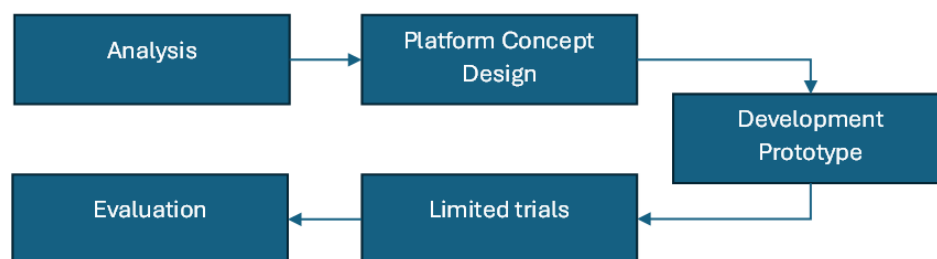 Analysis
Platform Concept
Design
Development
Prototype
Limited trials
Evaluation